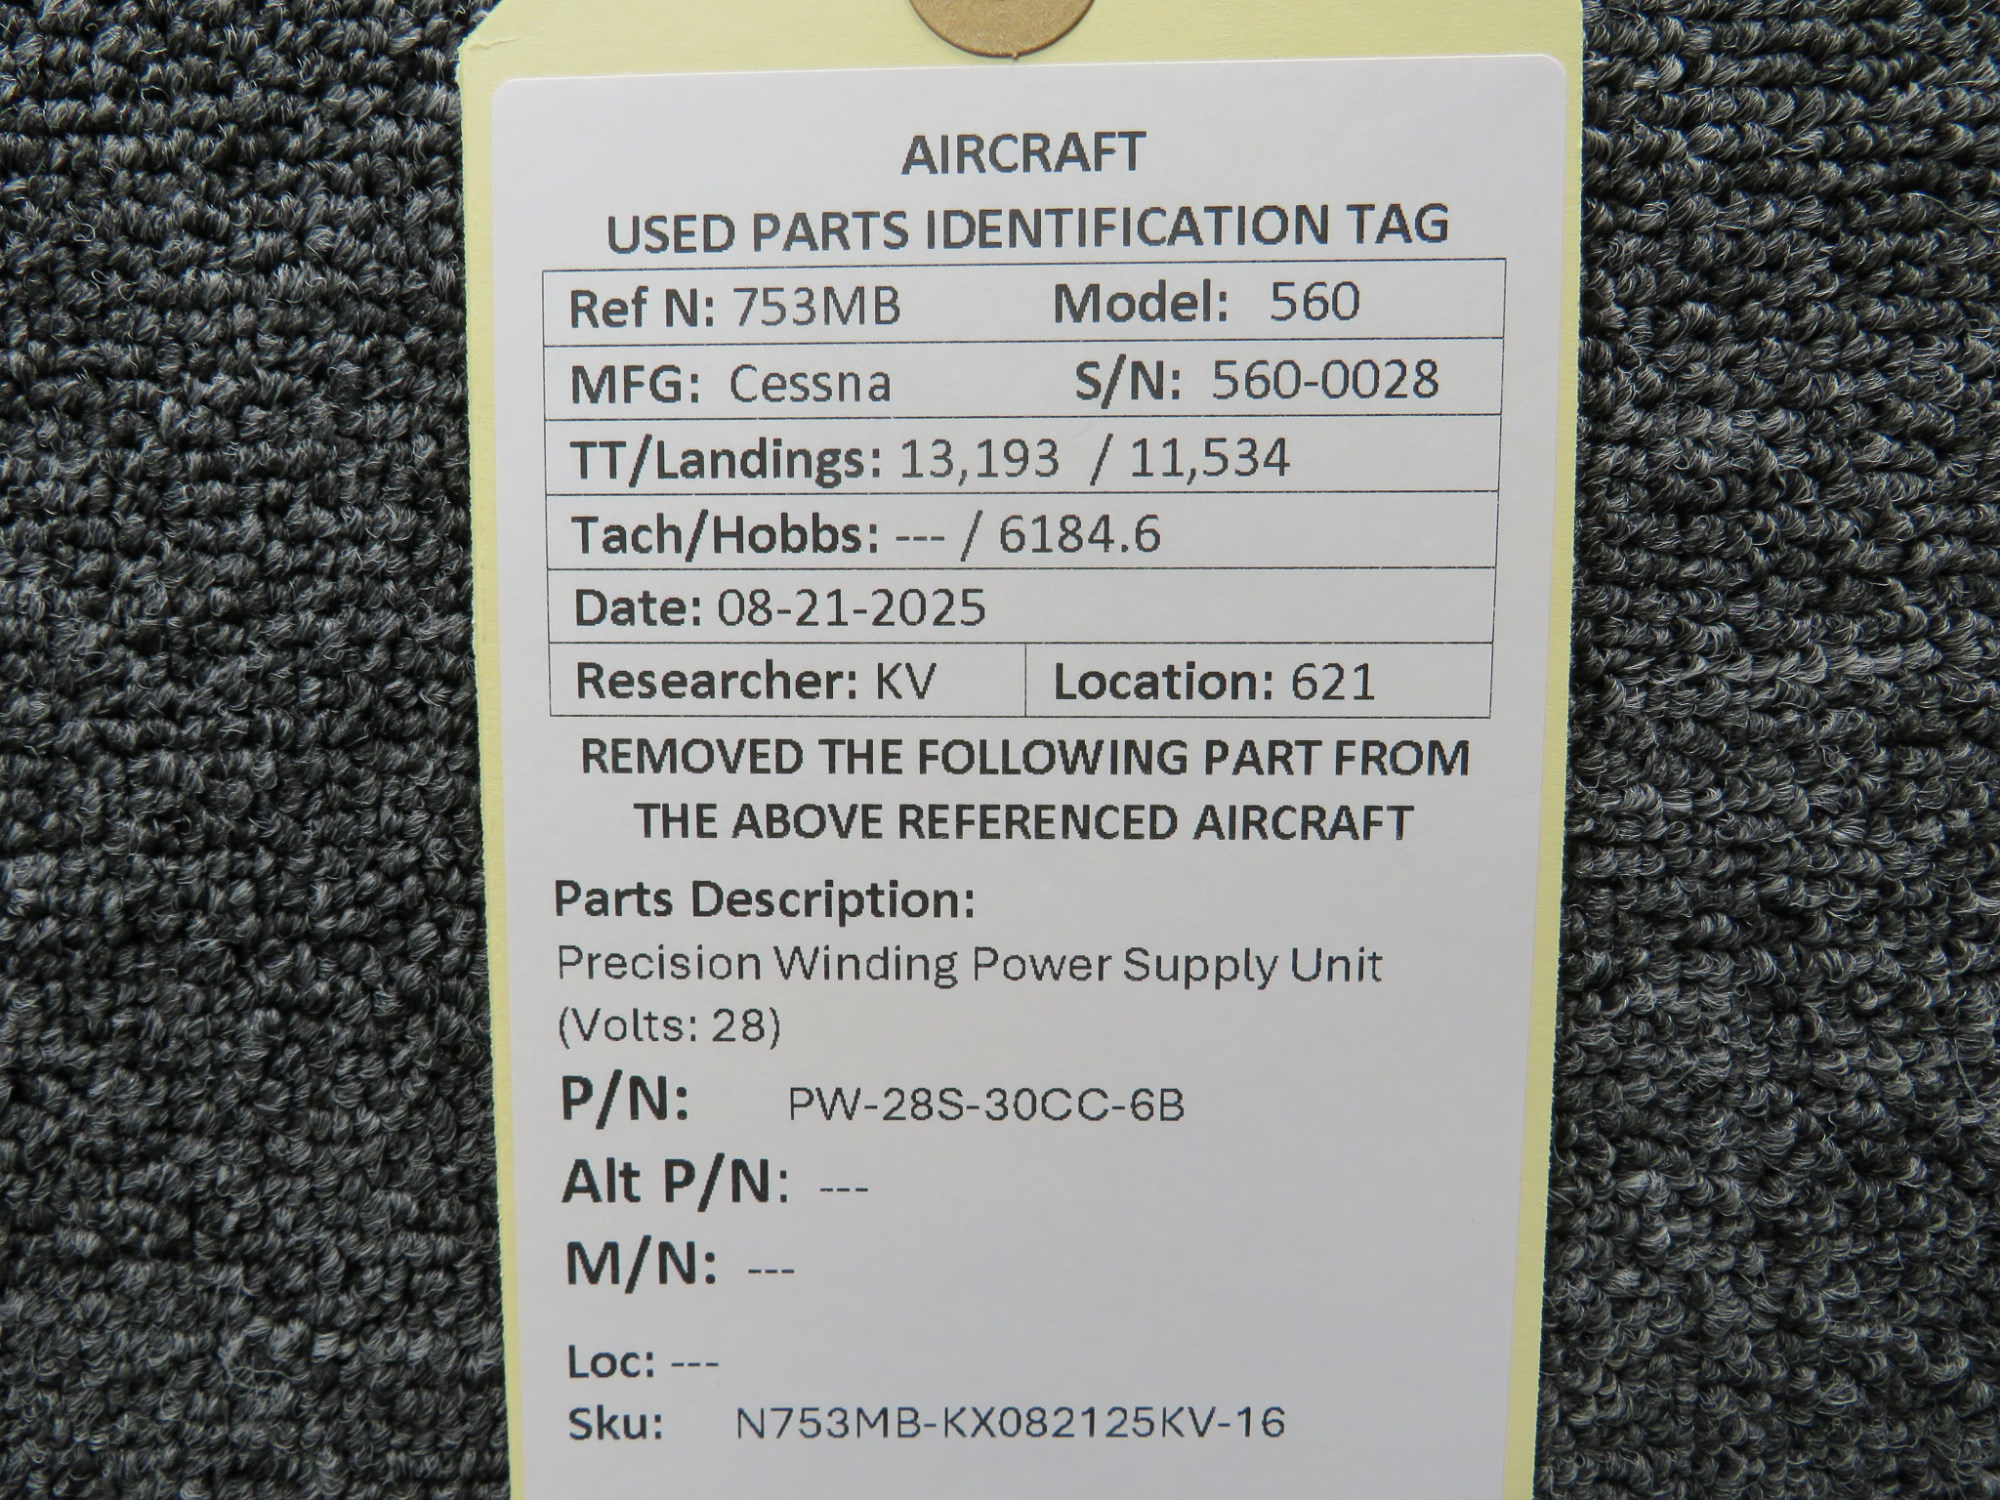 AIRCRAFT
USED PARTS IDENTIFICATION TAG
Ref N: 753MB Model: 560
MFG: Cessna S/N: 560-0028
TT/Landings: 13,193 / 11,534
Tach/Hobbs: --- / 6184.6
Date: 08-21-2025
Researcher: KV Location: 621
REMOVED THE FOLLOWING PART FROM
THE ABOVE REFERENCED AIRCRAFT
Parts Description:
Precision Winding Power Supply Unit
(Volts: 28)
P/N: PW-28S-30CC-6B
Alt P/N: ---
M/N: ---
Loc: ---
Sku: N753MB-KX082125KV-16